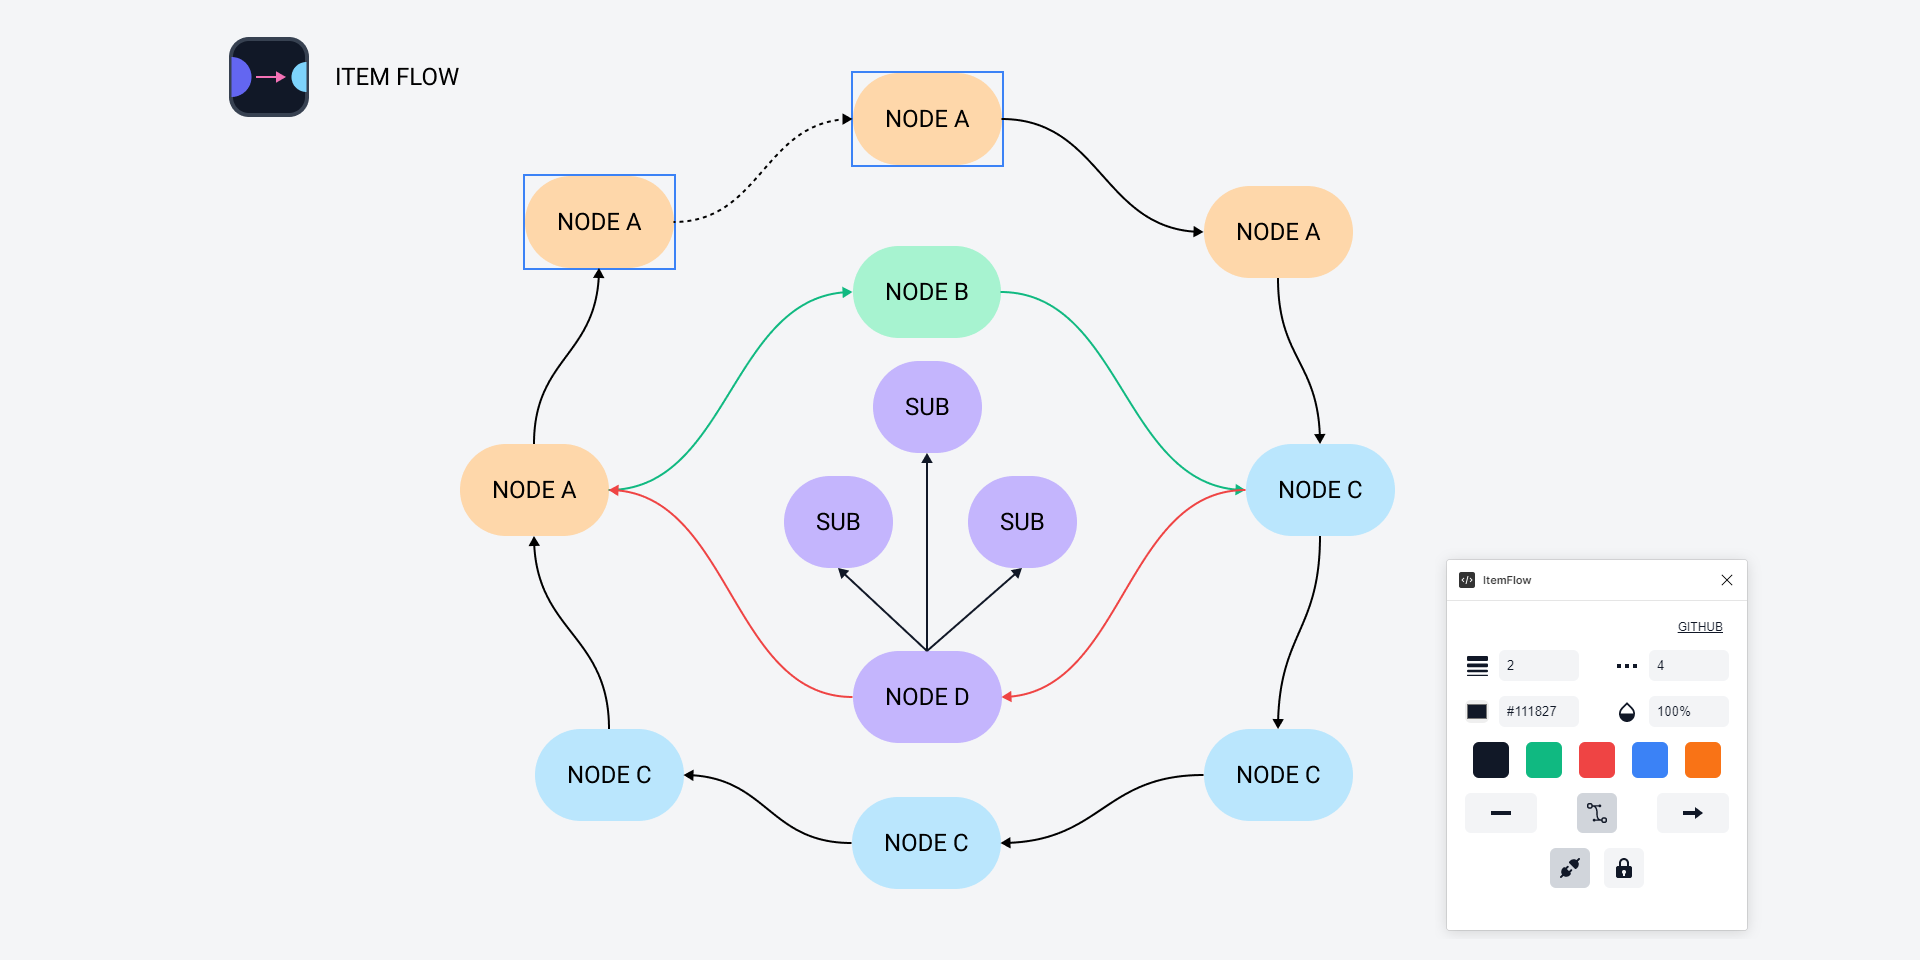 ITEM FLOW
NODE A
NODE A
NODE A
NODE B
SUB
NODE A
SUB
SUB
NODE C
NODE D
NODE C
NODE C
NODE C
ItemFlow
GITHUB
2
4
#111827
100%